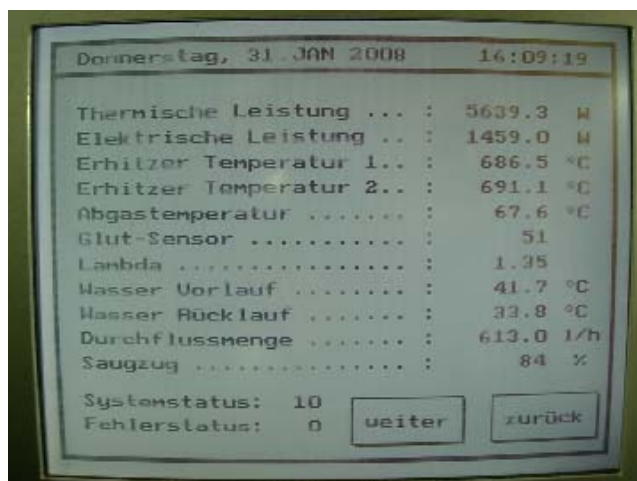 Donnerstag, 31 JAN 2008 16:09:19
Thermische Leistung ... : 5639.3 W
Elektrische Leistung .. : 1459.0 W
Erhitzer Temperatur 1.. : 686.5 °C
Erhitzer Temperatur 2.. : 691.1 °C
Abgastemperatur ....... : 67.6 °C
Glut-Sensor ........... : 51
Lambda ................ : 1.35
Wasser Vorlauf ........ : 41.7 °C
Wasser Rücklauf ....... : 33.8 °C
Durchflussmenge ....... : 613.0 l/h
Saugzug ............... : 84 %
Systemstatus: 10
Fehlerstatus: 0 weiter zurück